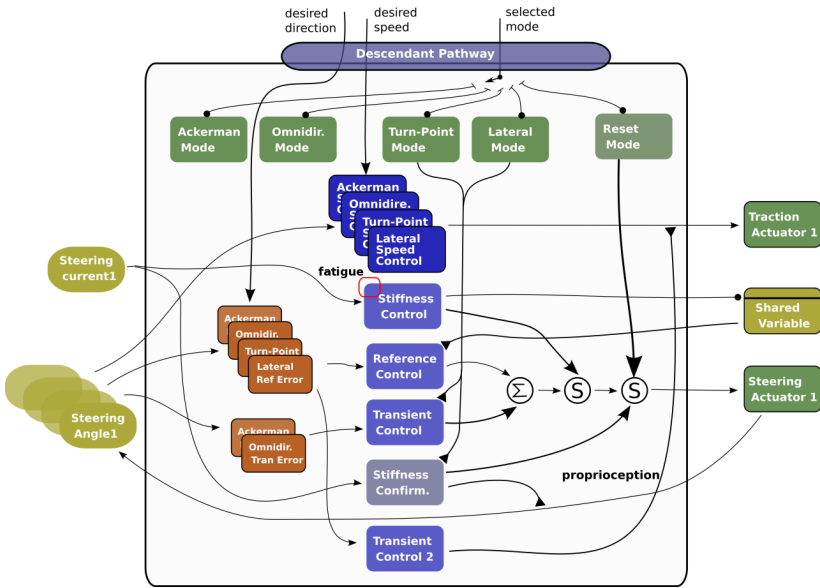 desired
direction
desired
speed
selected
mode
Descendant Pathway
Ackerman
Mode
Omnidir.
Mode
Turn-Point
Mode
Lateral
Mode
Reset
Mode
Ackerman
Omnidire.
Turn-Point
Lateral
Speed
Control
Traction
Actuator 1
Steering
current1
fatigue
Stiffness
Control
Shared
Variable
Ackerman
Omnidir.
Turn-Point
Lateral
Ref Error
Reference
Control
Σ
S
S
Steering
Actuator 1
Steering
Angle1
Ackerman
Omnidir.
Tran Error
Transient
Control
Stiffness
Confirm.
proprioception
Transient
Control 2